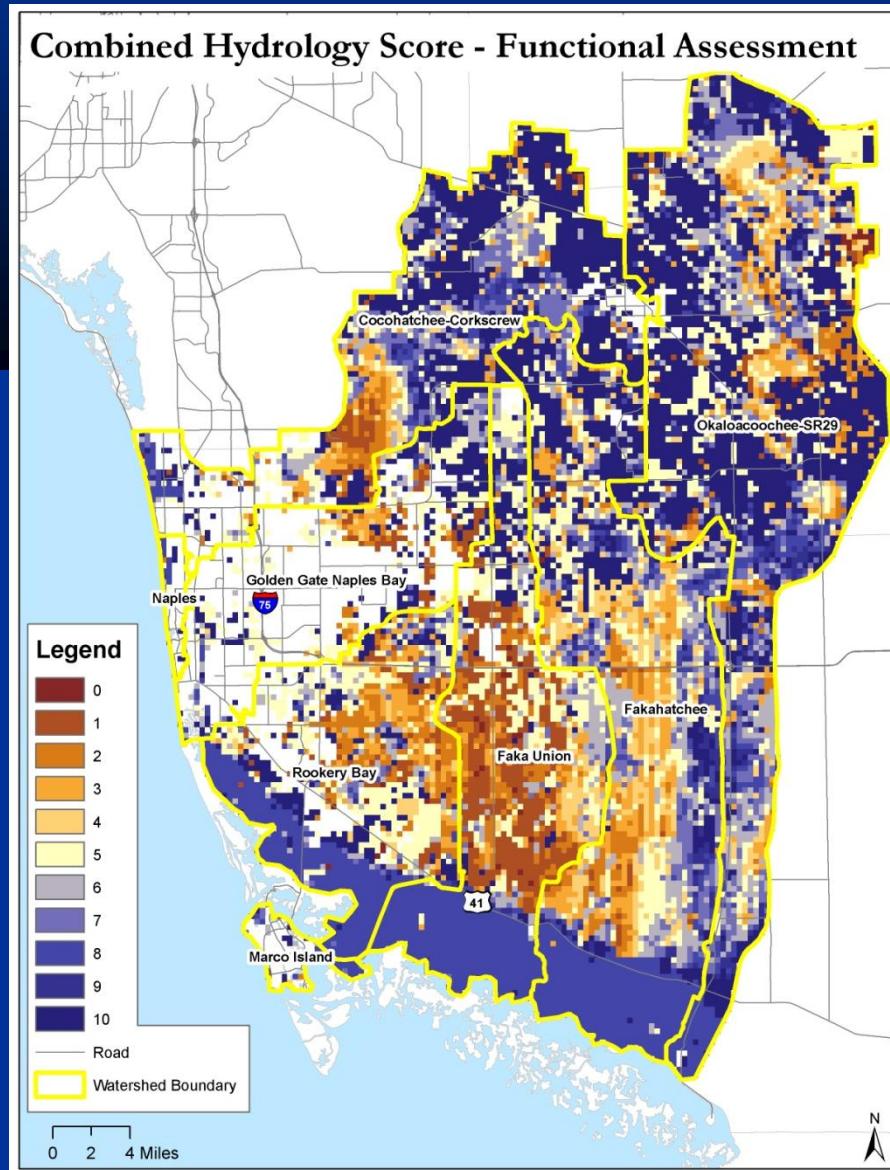 Combined Hydrology Score - Functional Assessment
Cocohatchee-Corkscrew
Okaloacoochee-SR29
Golden Gate Naples Bay
Naples
75
Legend
0
1
2
3
4
5
6
7
8
9
10
Road
Watershed Boundary
Fakahatchee
Faka Union
Rookery Bay
41
Marco Island
0 2 4 Miles
N